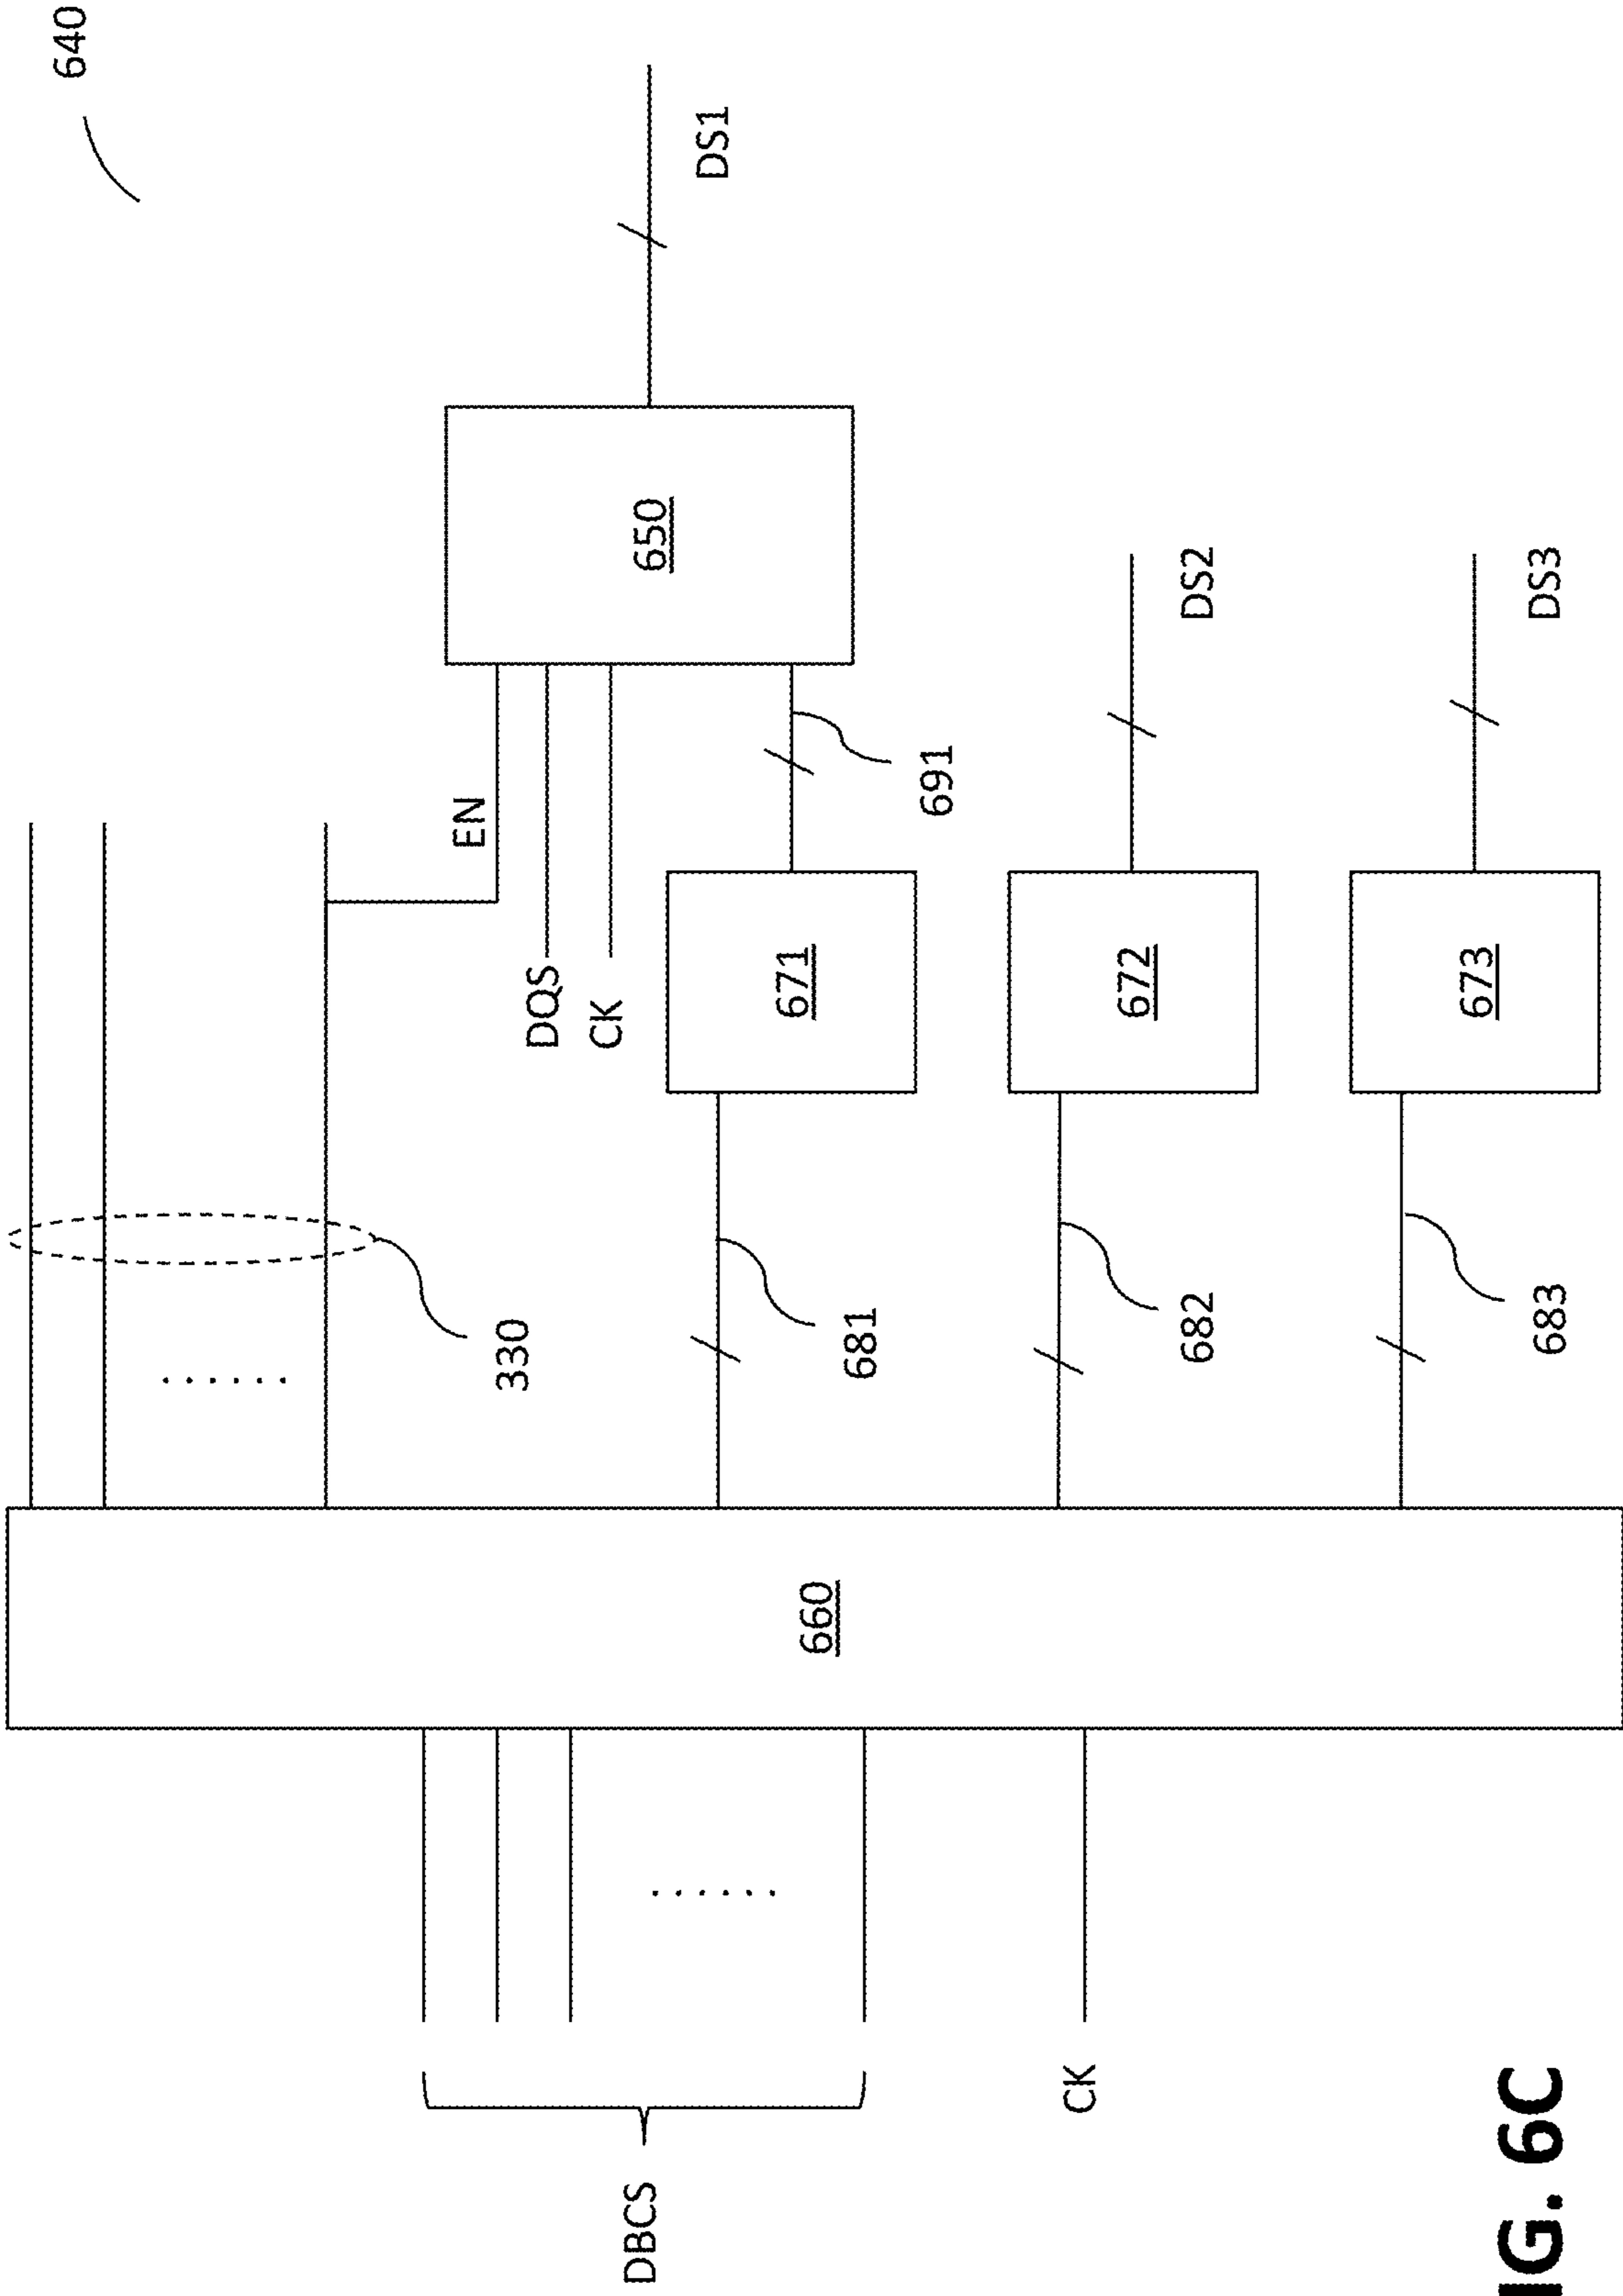 640
DS1
650
EN
DQS
CK
691
DS2
DS3
671
672
673
330
681
682
683
660
DBCS
CK
IG. 6C